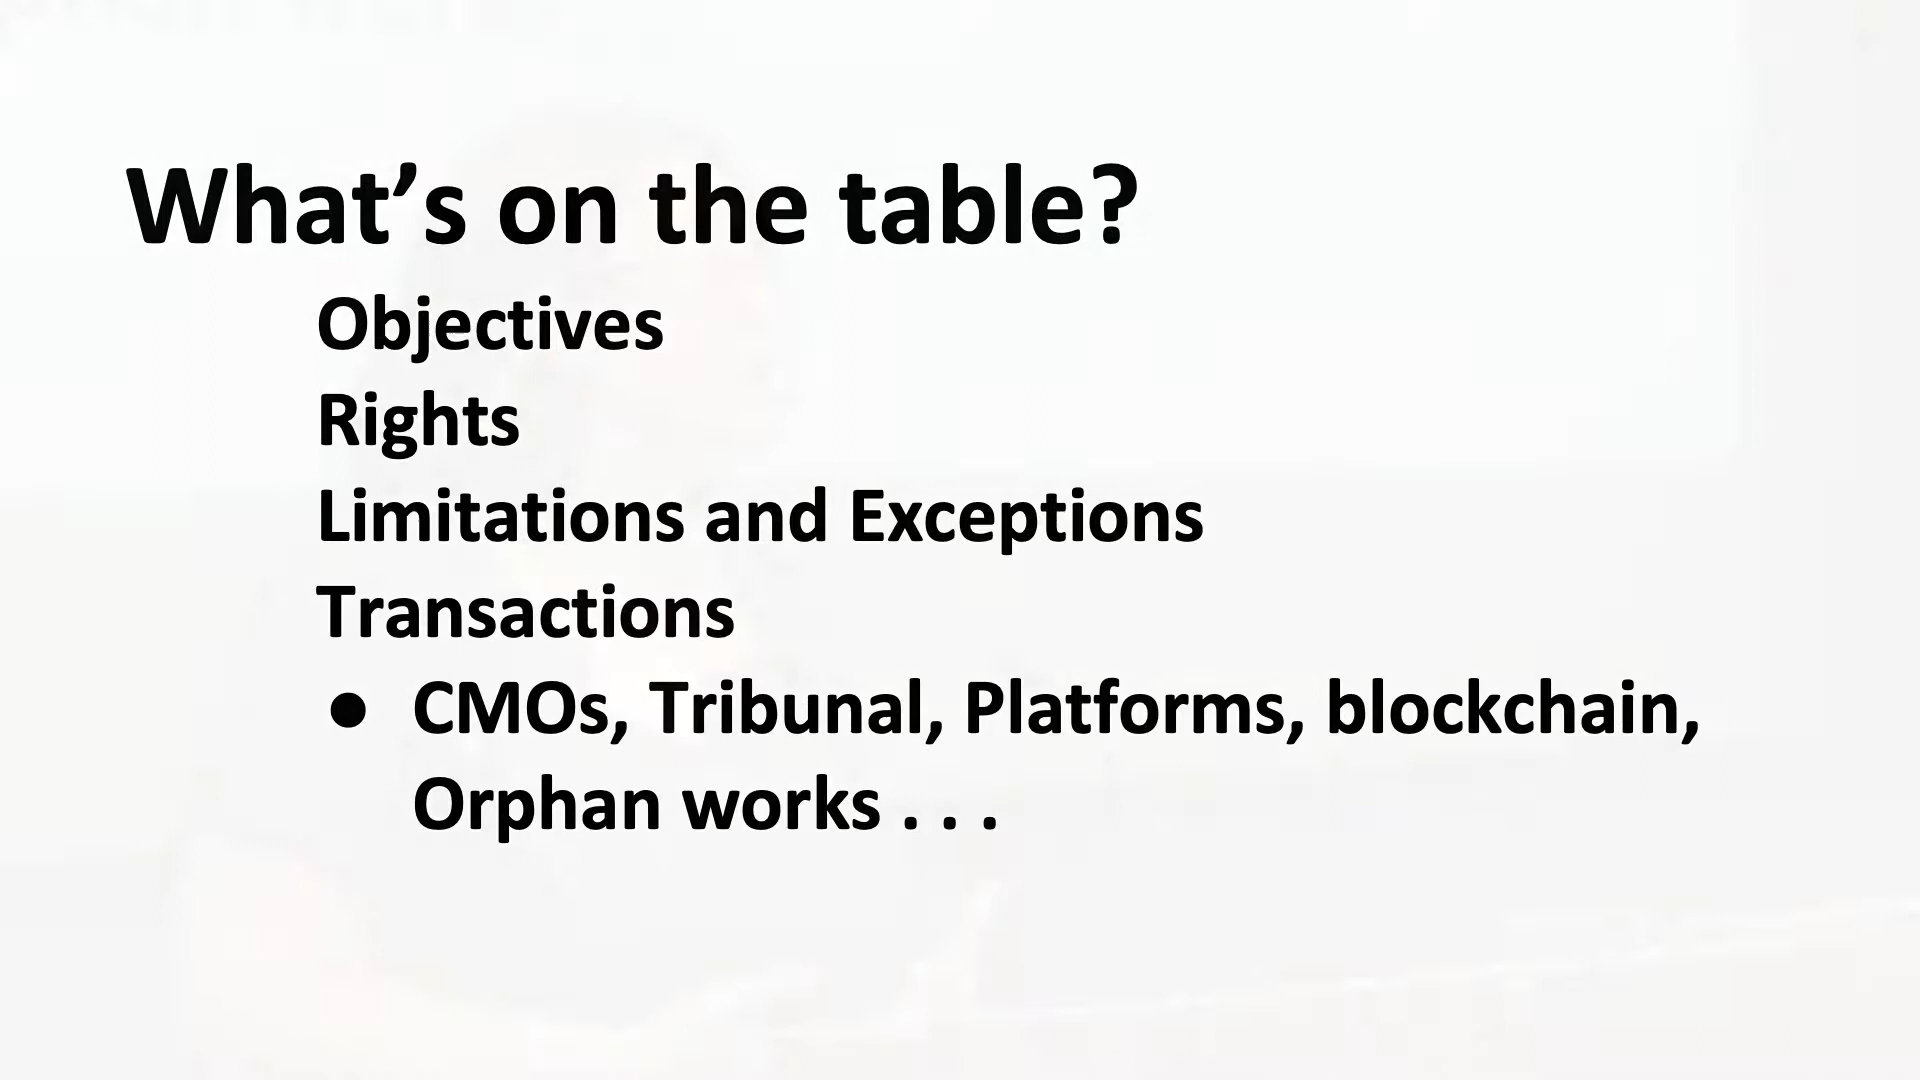 What’s on the table?
Objectives
Rights
Limitations and Exceptions
Transactions
● CMOs, Tribunal, Platforms, blockchain,
Orphan works . . .